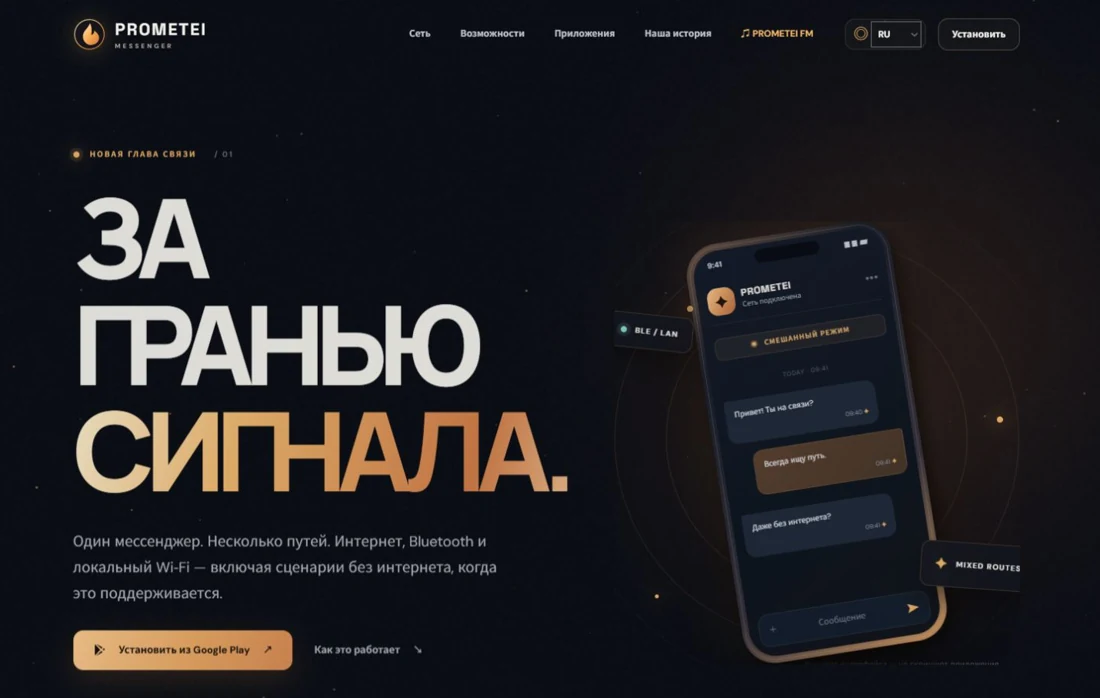 PROMETEI
MESSENGER
Сеть
Возможности
Приложения
Наша история
PROMETEI FM
RU
Установить
НОВАЯ ГЛАВА СВЯЗИ / 01
ЗА
ГРАНЬЮ
СИГНАЛА.
Один мессенджер. Несколько путей. Интернет, Bluetooth и
локальный Wi-Fi — включая сценарии без интернета, когда
это поддерживается.
Установить из Google Play ↗
Как это работает ↘
9:41
PROMETEI
Сеть подключена
BLE / LAN
СМЕШАННЫЙ РЕЖИМ
TODAY · 09:41
Привет! Ты на связи?
09:40
Всегда ищу путь.
09:41
Даже без интернета?
09:41
MIXED ROUTES
+ Сообщение